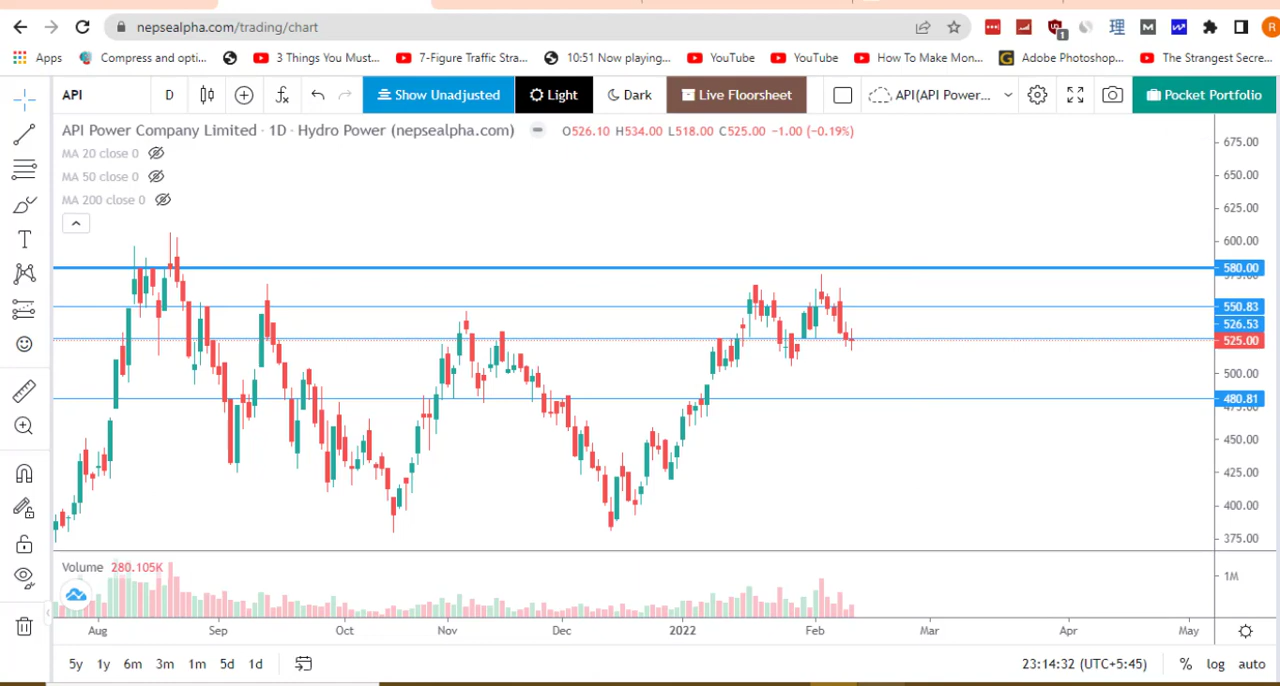 nepsealpha.com/trading/chart
1
R
Apps Compress and opti... 3 Things You Must... 7-Figure Traffic Stra... 10:51 Now playing,... YouTube YouTube How To Make Mon... Adobe Photoshop... The Strangest Secre...
API D Show Unadjusted Light Dark Live Floorsheet API(API Power... Pocket Portfolio
API Power Company Limited · 1D · Hydro Power (nepsealpha.com) O526.10 H534.00 L518.00 C525.00 −1.00 (−0.19%)
MA 20 close 0
MA 50 close 0
MA 200 close 0
675.00
650.00
625.00
600.00
580.00
575.00
550.83
526.53
525.00
500.00
480.81
475.00
450.00
425.00
400.00
375.00
Volume 280.105K
1M
Aug Sep Oct Nov Dec 2022 Feb Mar Apr May
5y 1y 6m 3m 1m 5d 1d 23:14:32 (UTC+5:45) % log auto